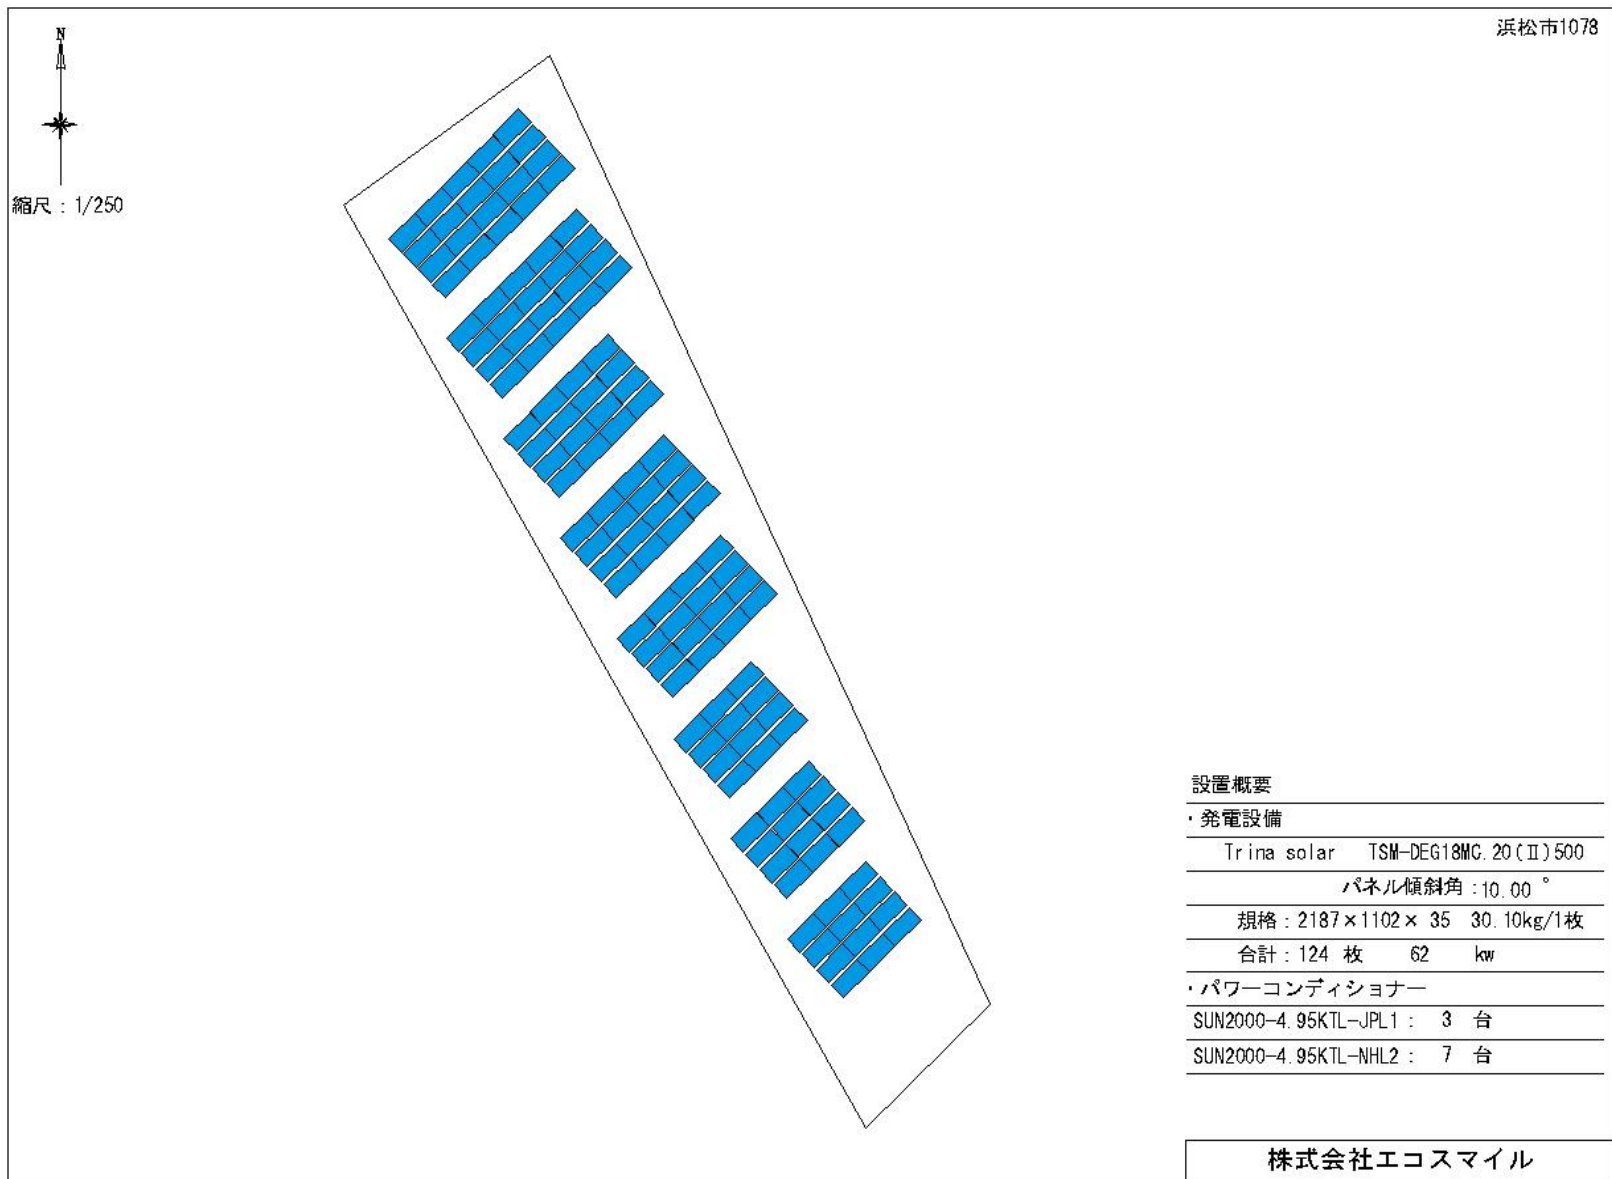 浜松市1078
N
縮尺：1/250
設置概要
・発電設備
Trina solar TSM-DEG18MC.20(Ⅱ)500
パネル傾斜角：10.00 °
規格：2187×1102× 35 30.10kg/1枚
合計：124 枚 62 kw
・パワーコンディショナー
SUN2000-4.95KTL-JPL1： 3 台
SUN2000-4.95KTL-NHL2： 7 台
株式会社エコスマイル